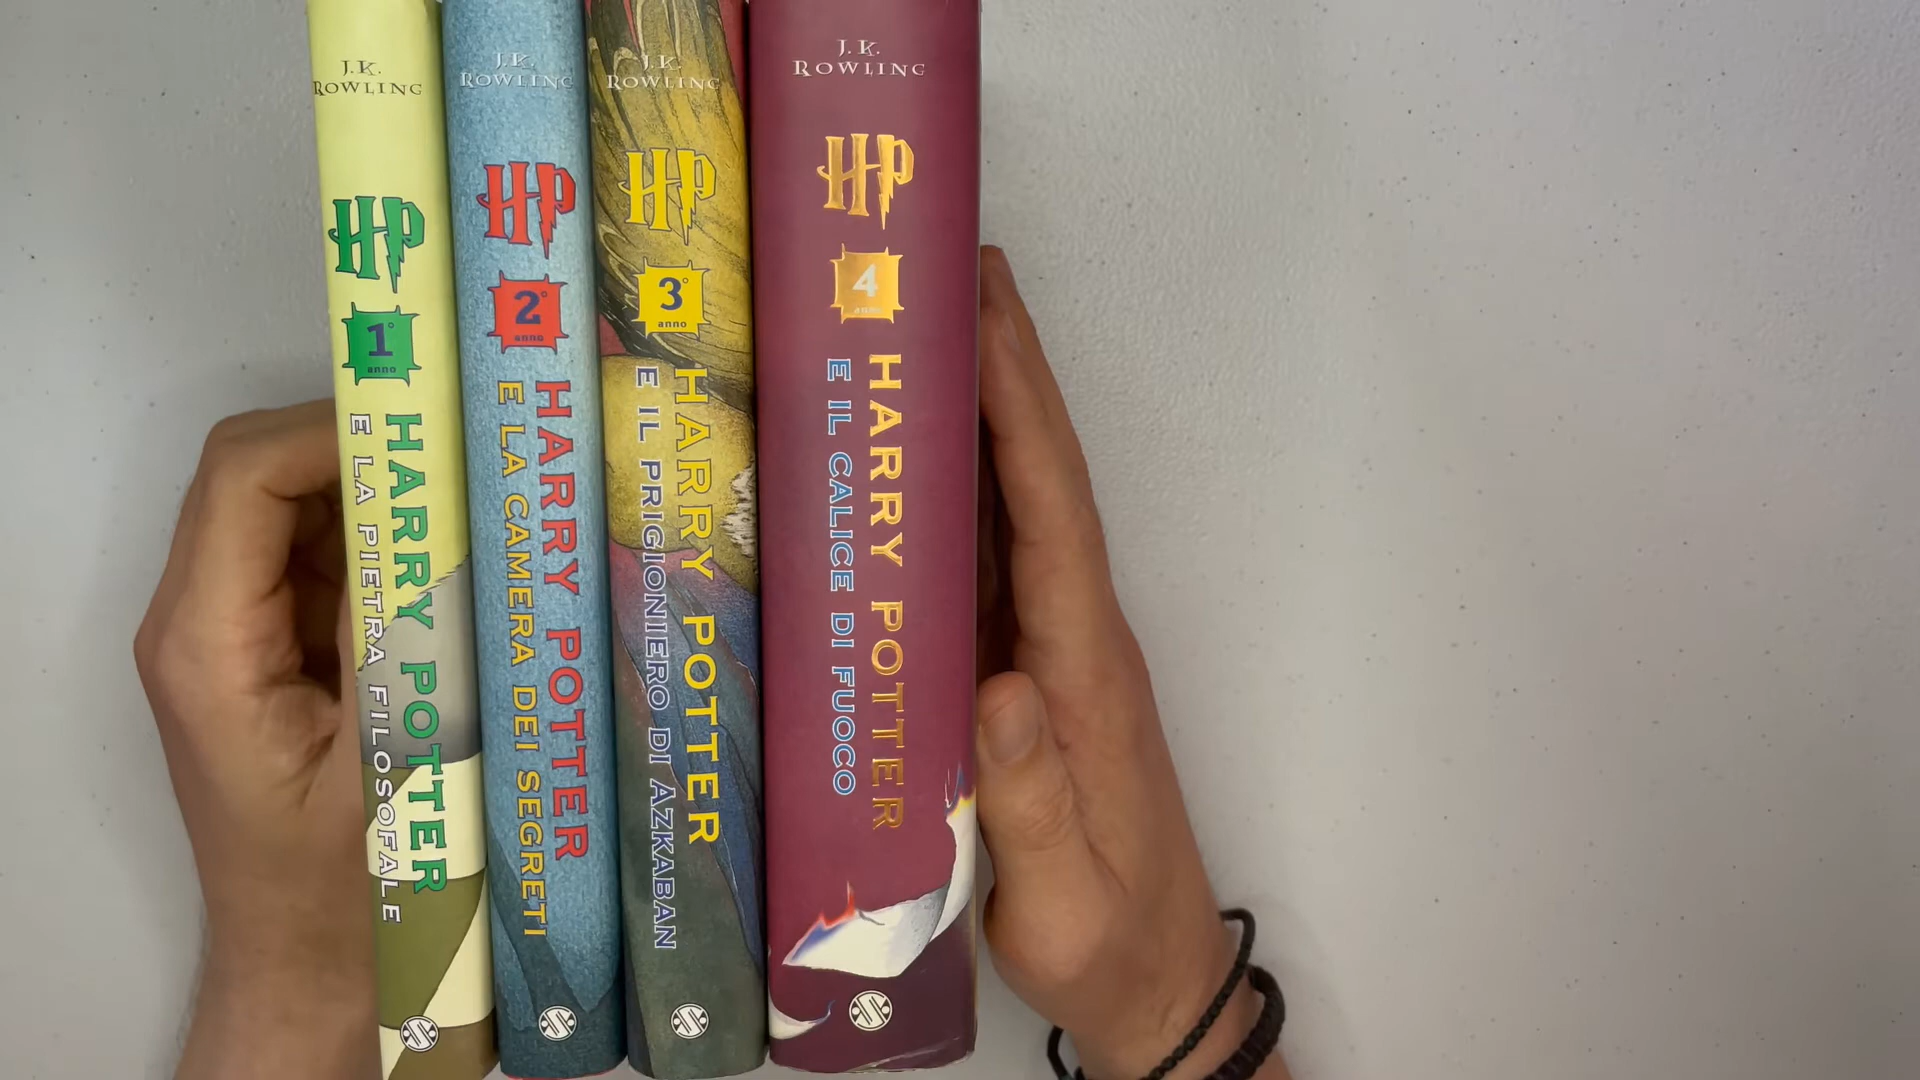 J.K.
ROWLING
HP
1°
anno
HARRY POTTER
E LA PIETRA FILOSOFALE
J.K.
ROWLING
HP
2°
anno
HARRY POTTER
E LA CAMERA DEI SEGRETI
J.K.
ROWLING
HP
3°
anno
HARRY POTTER
E IL PRIGIONIERO DI AZKABAN
J.K.
ROWLING
HP
4
anno
HARRY POTTER
E IL CALICE DI FUOCO